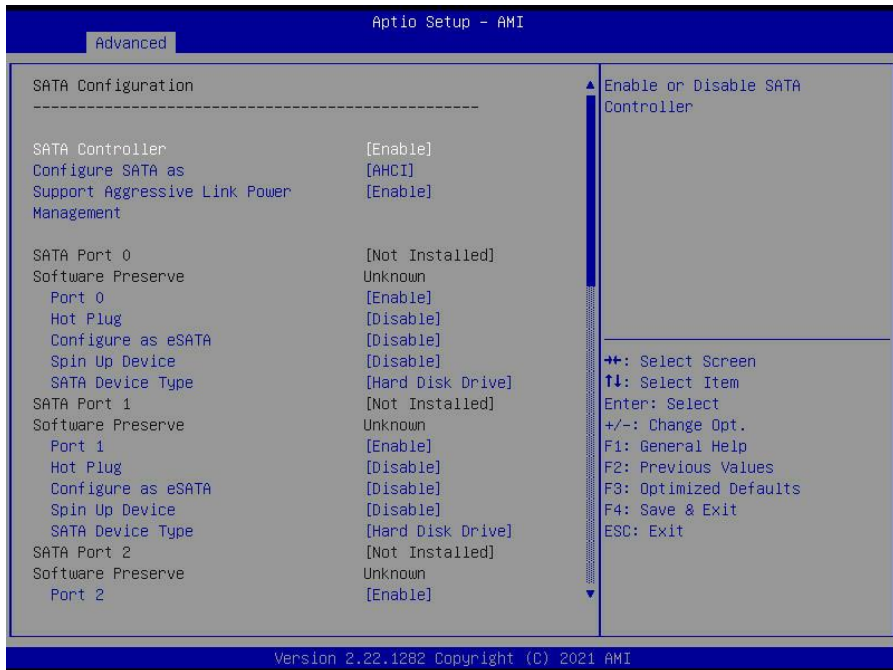 Aptio Setup - AMI
Advanced
SATA Configuration
--------------------------------------------------
SATA Controller [Enable]
Configure SATA as [AHCI]
Support Aggressive Link Power [Enable]
Management
SATA Port 0 [Not Installed]
Software Preserve Unknown
Port 0 [Enable]
Hot Plug [Disable]
Configure as eSATA [Disable]
Spin Up Device [Disable]
SATA Device Type [Hard Disk Drive]
SATA Port 1 [Not Installed]
Software Preserve Unknown
Port 1 [Enable]
Hot Plug [Disable]
Configure as eSATA [Disable]
Spin Up Device [Disable]
SATA Device Type [Hard Disk Drive]
SATA Port 2 [Not Installed]
Software Preserve Unknown
Port 2 [Enable]
Enable or Disable SATA
Controller
→←: Select Screen
↑↓: Select Item
Enter: Select
+/-: Change Opt.
F1: General Help
F2: Previous Values
F3: Optimized Defaults
F4: Save & Exit
ESC: Exit
Version 2.22.1282 Copyright (C) 2021 AMI